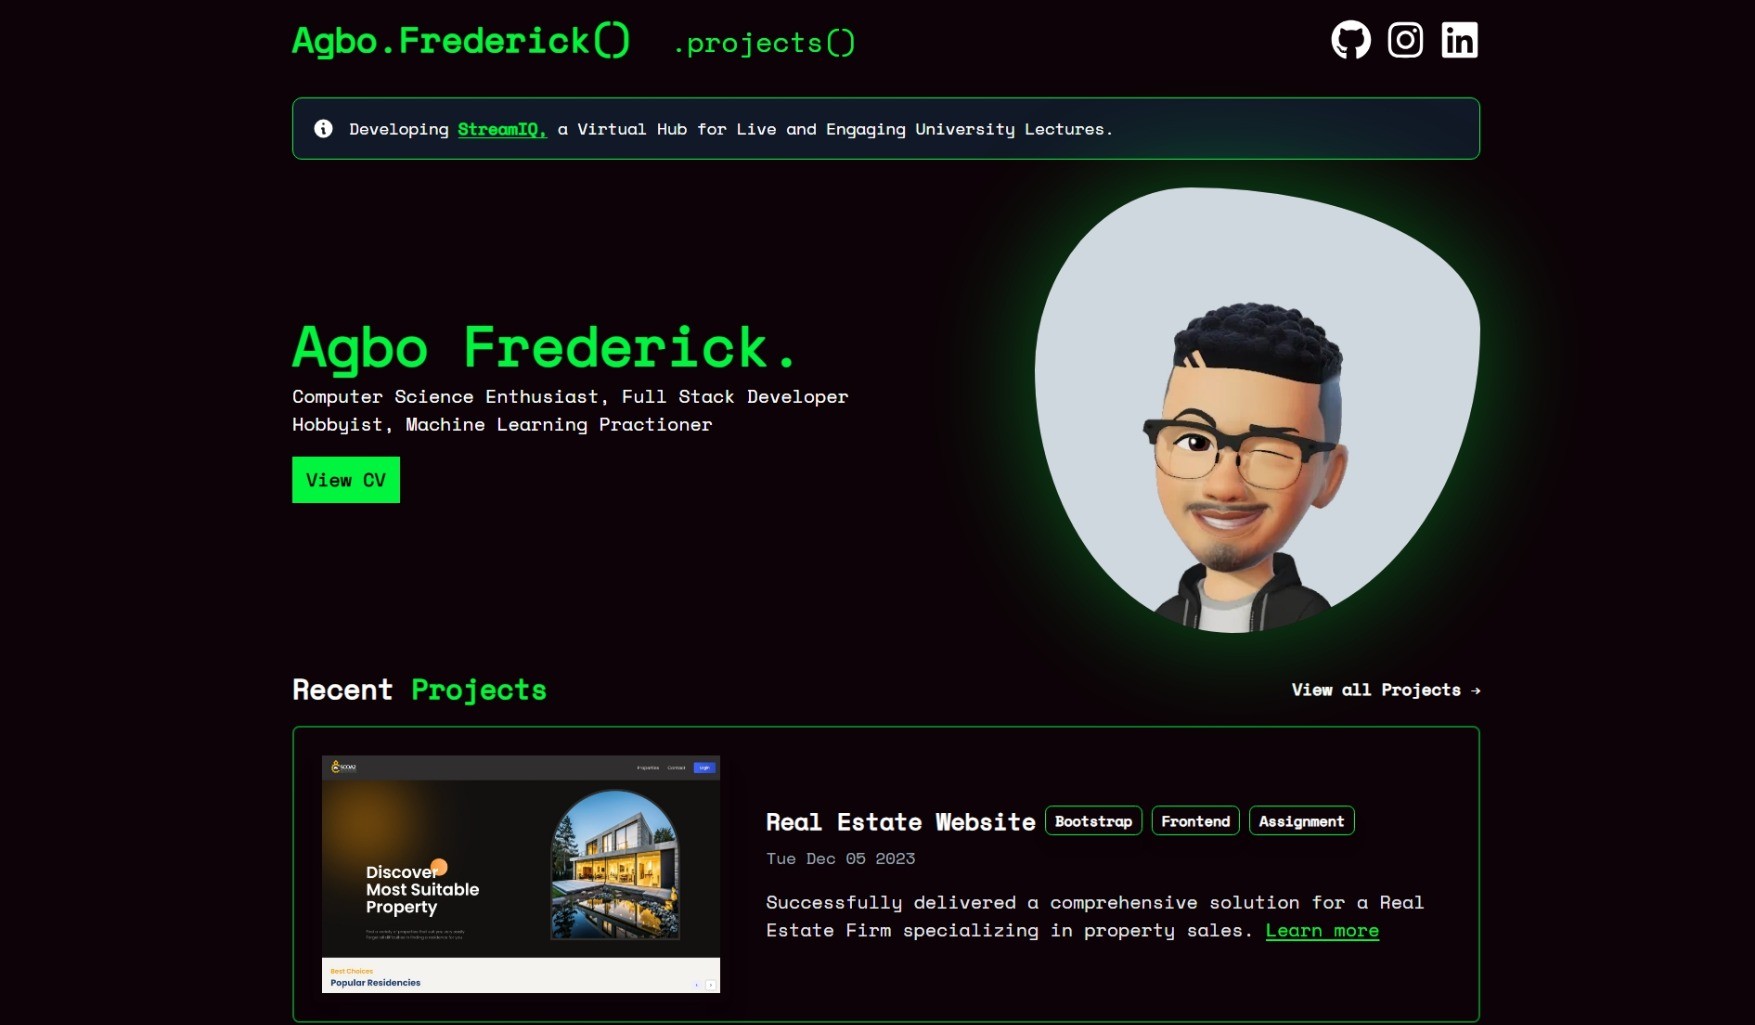 Agbo.Frederick() .projects()
Developing StreamIQ, a Virtual Hub for Live and Engaging University Lectures.
Agbo Frederick.
Computer Science Enthusiast, Full Stack Developer
Hobbyist, Machine Learning Practioner
View CV
Recent Projects
View all Projects →
Properties Contact Login
Discover
Most Suitable
Property
Best Choices
Popular Residencies
Real Estate Website Bootstrap Frontend Assignment
Tue Dec 05 2023
Successfully delivered a comprehensive solution for a Real
Estate Firm specializing in property sales. Learn more